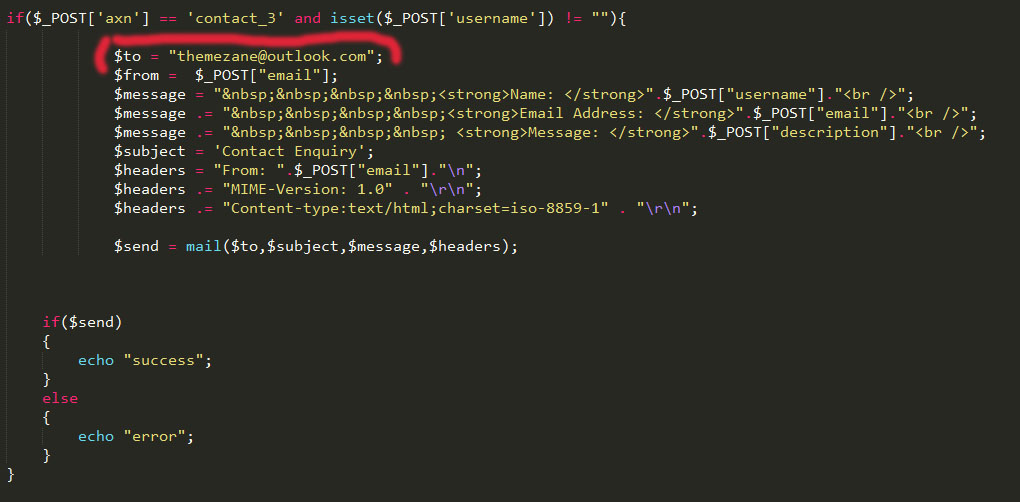 if($_POST['axn'] == 'contact_3' and isset($_POST['username']) != ""){
$to = "themezane@outlook.com";
$from =  $_POST["email"];
$message = "&nbsp;&nbsp;&nbsp;&nbsp;<strong>Name: </strong>".$_POST["username"]."<br />";
$message .= "&nbsp;&nbsp;&nbsp;&nbsp;<strong>Email Address: </strong>".$_POST["email"]."<br />";
$message .= "&nbsp;&nbsp;&nbsp;&nbsp; <strong>Message: </strong>".$_POST["description"]."<br />";
$subject = 'Contact Enquiry';
$headers = "From: ".$_POST["email"]."\n";
$headers .= "MIME-Version: 1.0" . "\r\n";
$headers .= "Content-type:text/html;charset=iso-8859-1" . "\r\n";
$send = mail($to,$subject,$message,$headers);
if($send)
{
echo "success";
}
else
{
echo "error";
}
}